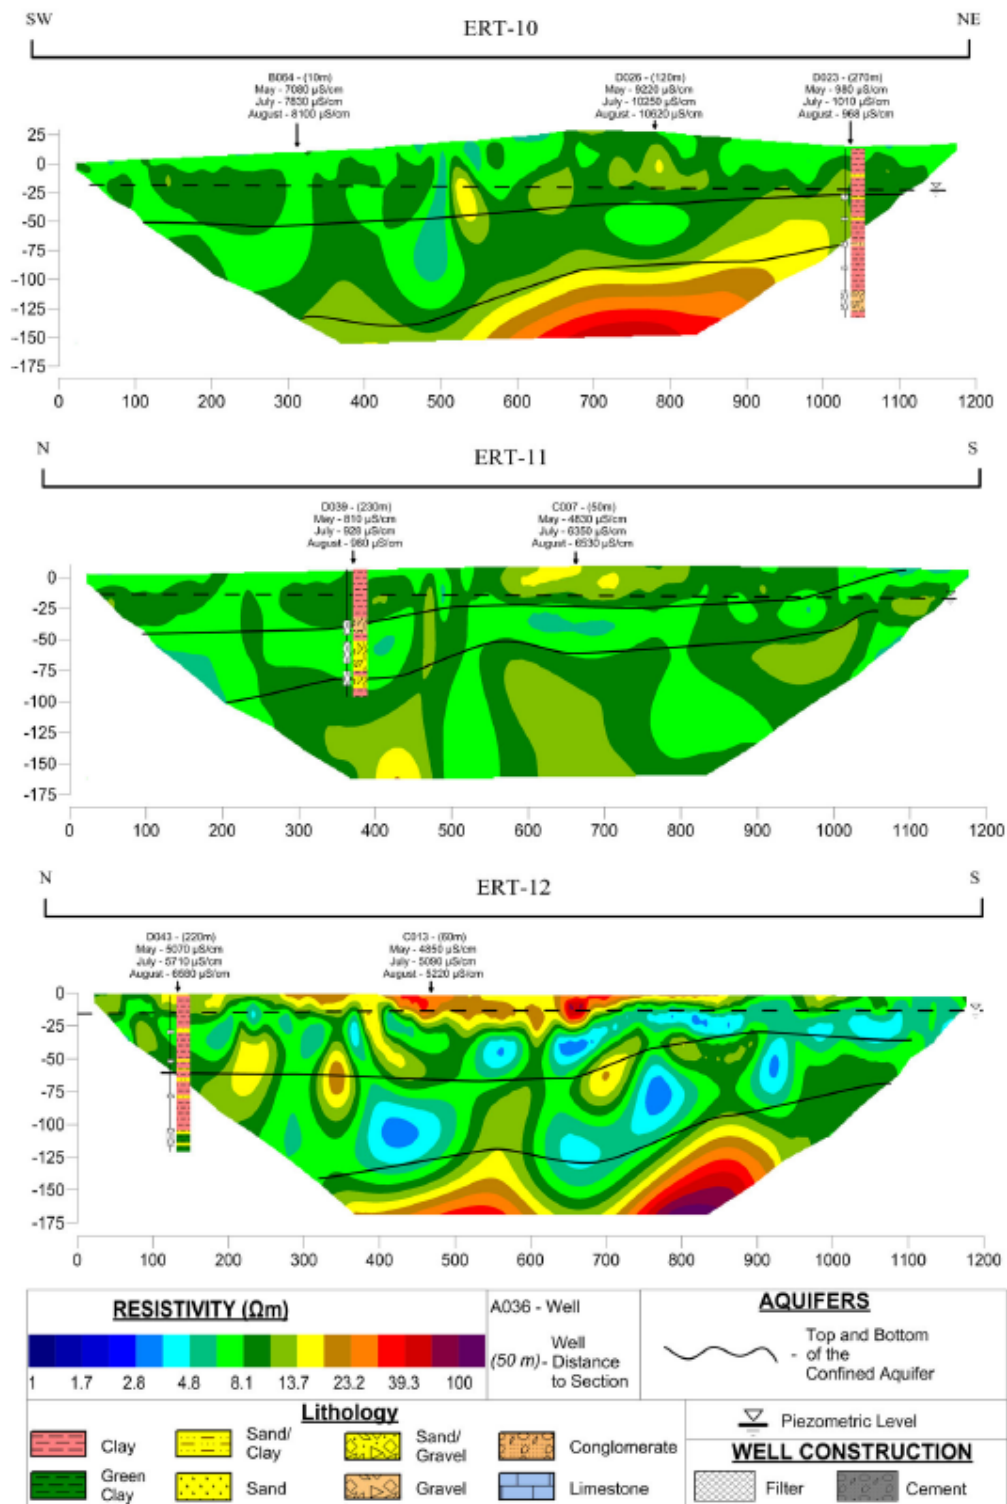 SW
NE
ERT-10
B064 - (10m)
May - 7080 µS/cm
July - 7830 µS/cm
August - 8100 µS/cm
D026 - (120m)
May - 9220 µS/cm
July - 10250 µS/cm
August - 10620 µS/cm
D023 - (270m)
May - 980 µS/cm
July - 1010 µS/cm
August - 968 µS/cm
25
0
-25
-50
-75
-100
-125
-150
-175
0 100 200 300 400 500 600 700 800 900 1000 1100 1200
N
S
ERT-11
D039 - (230m)
May - 810 µS/cm
July - 928 µS/cm
August - 980 µS/cm
C007 - (50m)
May - 4830 µS/cm
July - 6350 µS/cm
August - 6530 µS/cm
0
-25
-50
-75
-100
-125
-150
-175
0 100 200 300 400 500 600 700 800 900 1000 1100 1200
N
S
ERT-12
D043 - (220m)
May - 5070 µS/cm
July - 5710 µS/cm
August - 6680 µS/cm
C013 - (60m)
May - 4850 µS/cm
July - 5090 µS/cm
August - 5220 µS/cm
0
-25
-50
-75
-100
-125
-150
-175
0 100 200 300 400 500 600 700 800 900 1000 1100 1200
RESISTIVITY (Ωm)
1 1.7 2.8 4.8 8.1 13.7 23.2 39.3 100
A036 - Well
(50 m) - Well Distance to Section
AQUIFERS
- Top and Bottom of the Confined Aquifer
Lithology
Clay
Sand/ Clay
Sand/ Gravel
Conglomerate
Green Clay
Sand
Gravel
Limestone
Piezometric Level
WELL CONSTRUCTION
Filter
Cement